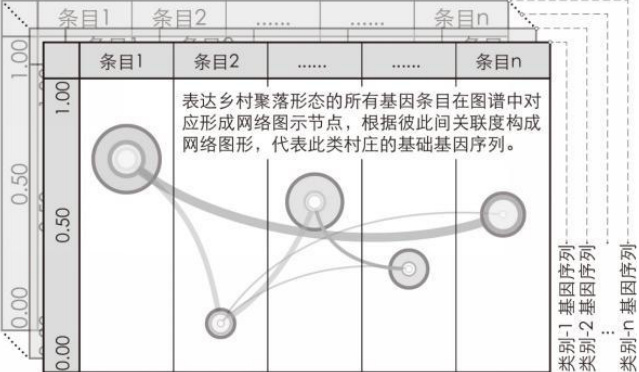 条目1 条目2 …… 条目n
条目1 条目2 …… …… 条目n
1.00
0.50
0.00
1.00
0.50
0.00
表达乡村聚落形态的所有基因条目在图谱中对
应形成网络图示节点，根据彼此间关联度构成
网络图形，代表此类村庄的基础基因序列。
类别-1 基因序列
类别-2 基因序列
...
类别-n 基因序列